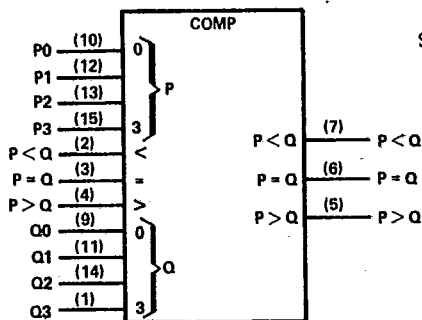 COMP
S
P0 (10) 0
P1 (12)
P2 (13) P
P3 (15) 3
P < Q (2) <
P = Q (3) =
P > Q (4) >
Q0 (9) 0
Q1 (11)
Q2 (14) Q
Q3 (1) 3
P < Q (7) P < Q
P = Q (6) P = Q
P > Q (5) P > Q